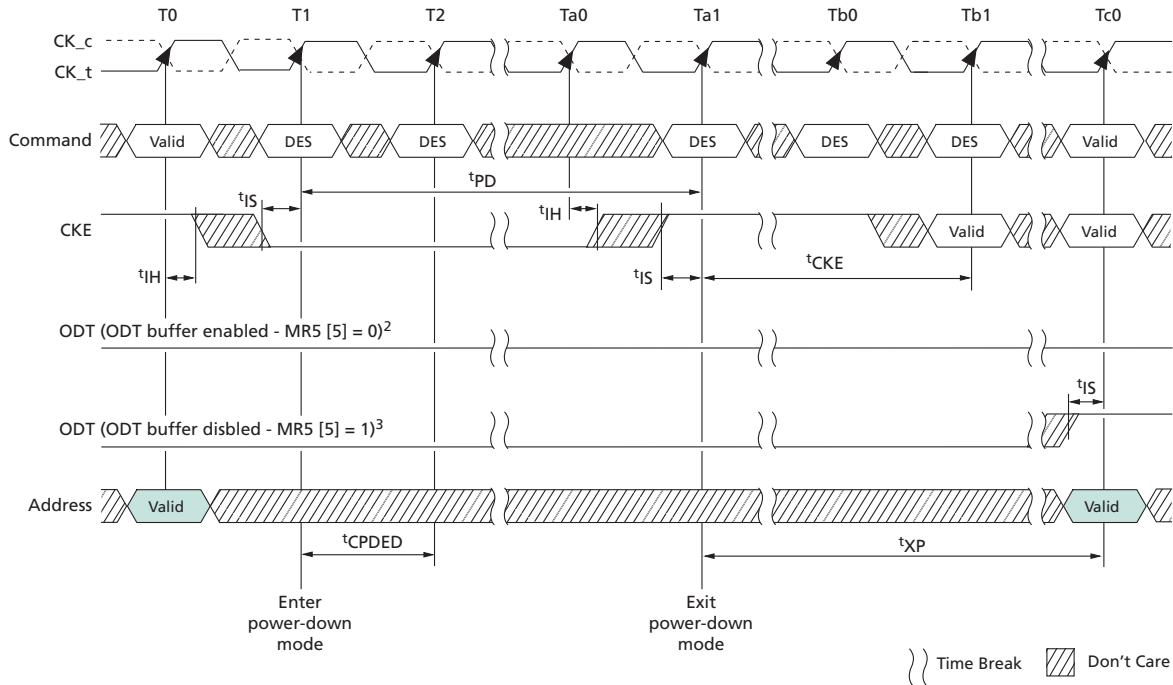 T0 T1 T2 Ta0 Ta1 Tb0 Tb1 Tc0
CK_c
CK_t
Command Valid DES DES DES DES DES Valid
tPD
tIS
tIH
CKE Valid Valid
tCKE
tIH
tIS
ODT (ODT buffer enabled - MR5 [5] = 0)2
tIS
ODT (ODT buffer disbled - MR5 [5] = 1)3
Address Valid Valid
tCPDED
tXP
Enter
power-down
mode
Exit
power-down
mode
Time Break
Don't Care